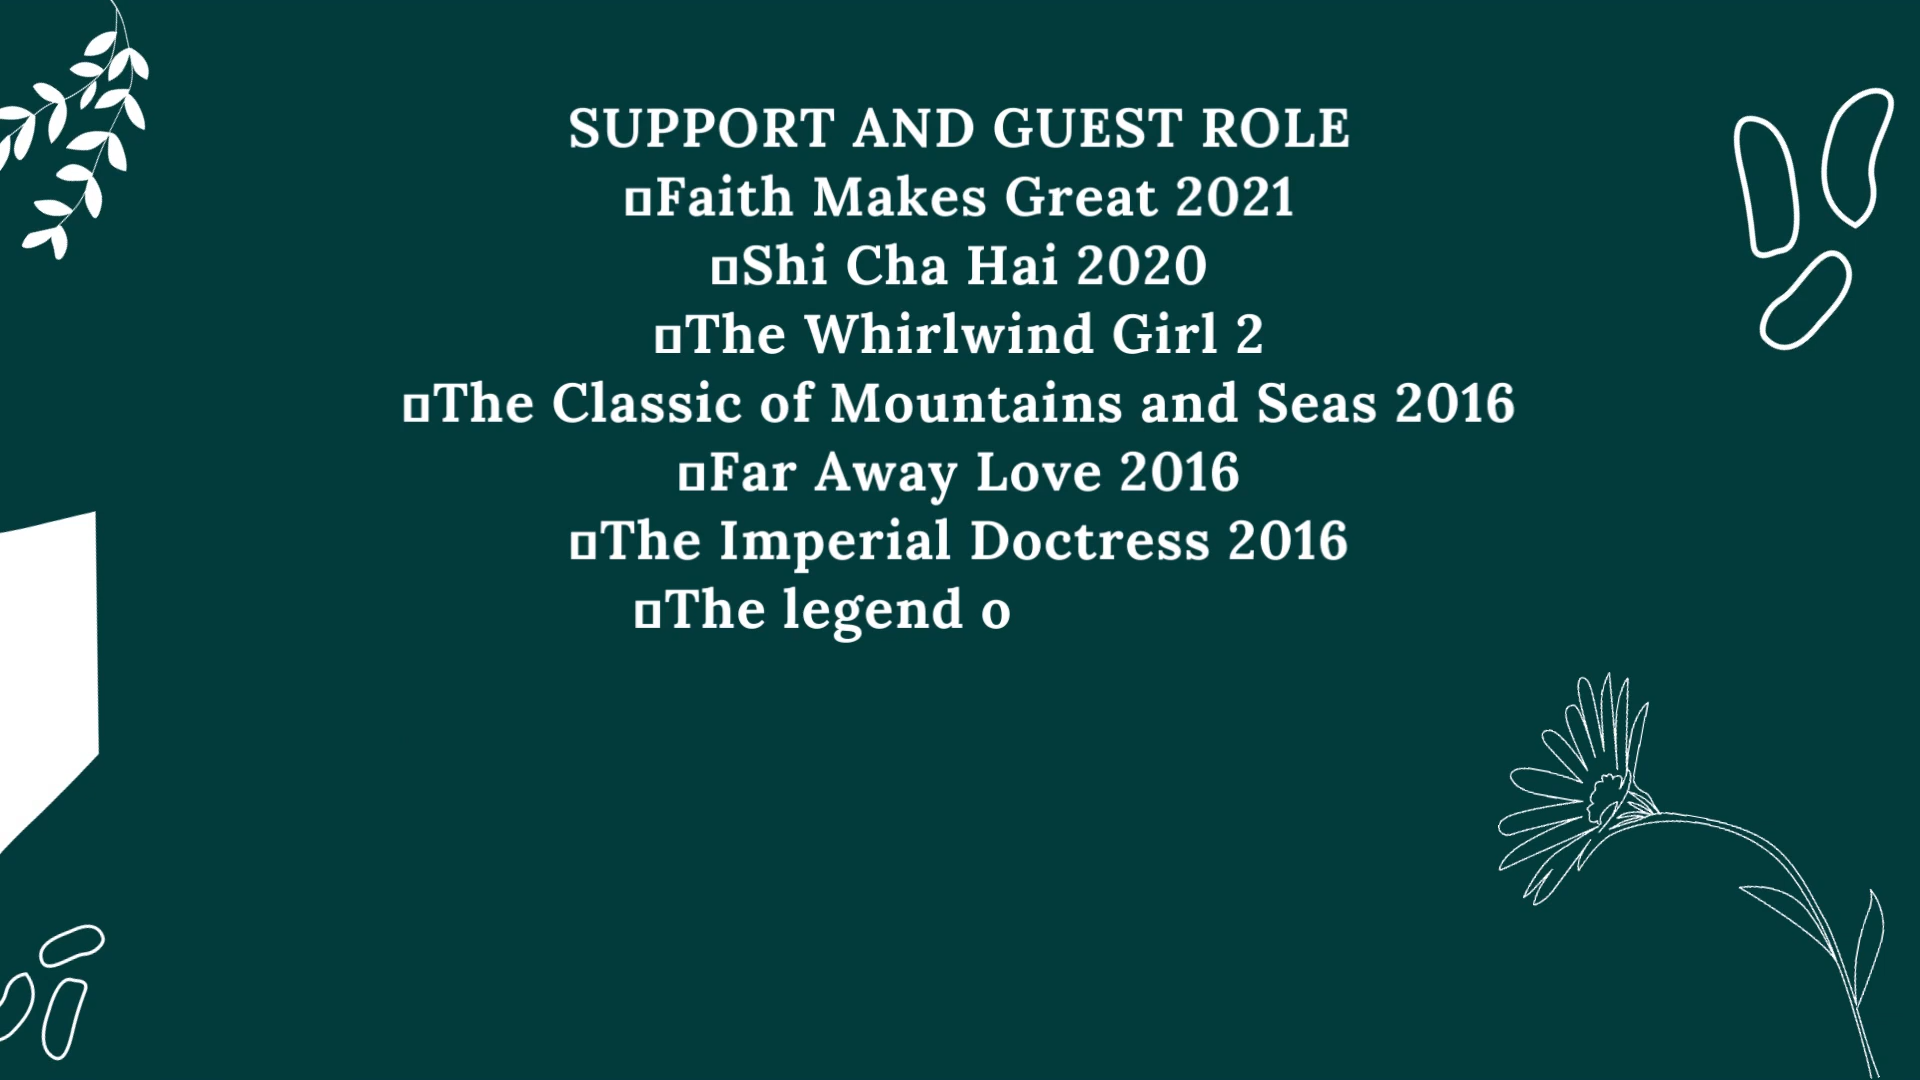 SUPPORT AND GUEST ROLE
▯Faith Makes Great 2021
▯Shi Cha Hai 2020
▯The Whirlwind Girl 2
▯The Classic of Mountains and Seas 2016
▯Far Away Love 2016
▯The Imperial Doctress 2016
▯The legend o